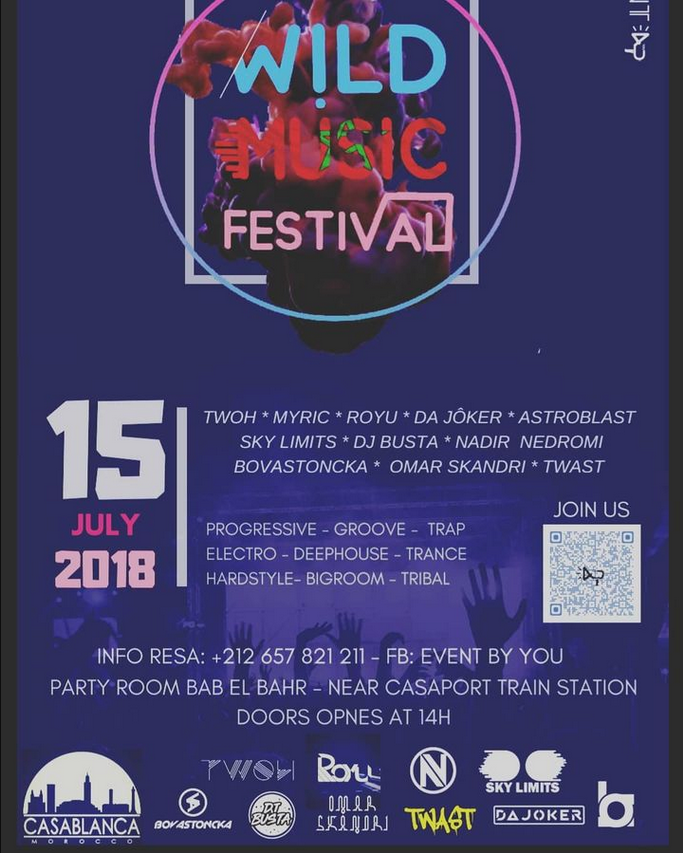 WILD
MUSIC
FESTIVAL
15
JULY
2018
TWOH * MYRIC * ROYU * DA JÔKER * ASTROBLAST
SKY LIMITS * DJ BUSTA * NADIR NEDROMI
BOVASTONCKA * OMAR SKANDRI * TWAST
PROGRESSIVE - GROOVE - TRAP
ELECTRO - DEEPHOUSE - TRANCE
HARDSTYLE- BIGROOM - TRIBAL
JOIN US
INFO RESA: +212 657 821 211 - FB: EVENT BY YOU
PARTY ROOM BAB EL BAHR - NEAR CASAPORT TRAIN STATION
DOORS OPNES AT 14H
CASABLANCA
MOROCCO
TWOH
ROYU
N
SKY LIMITS
BOVASTONCKA
DJ
BUSTA
OMAR
SKANDRI
TWAST
DAJOKER